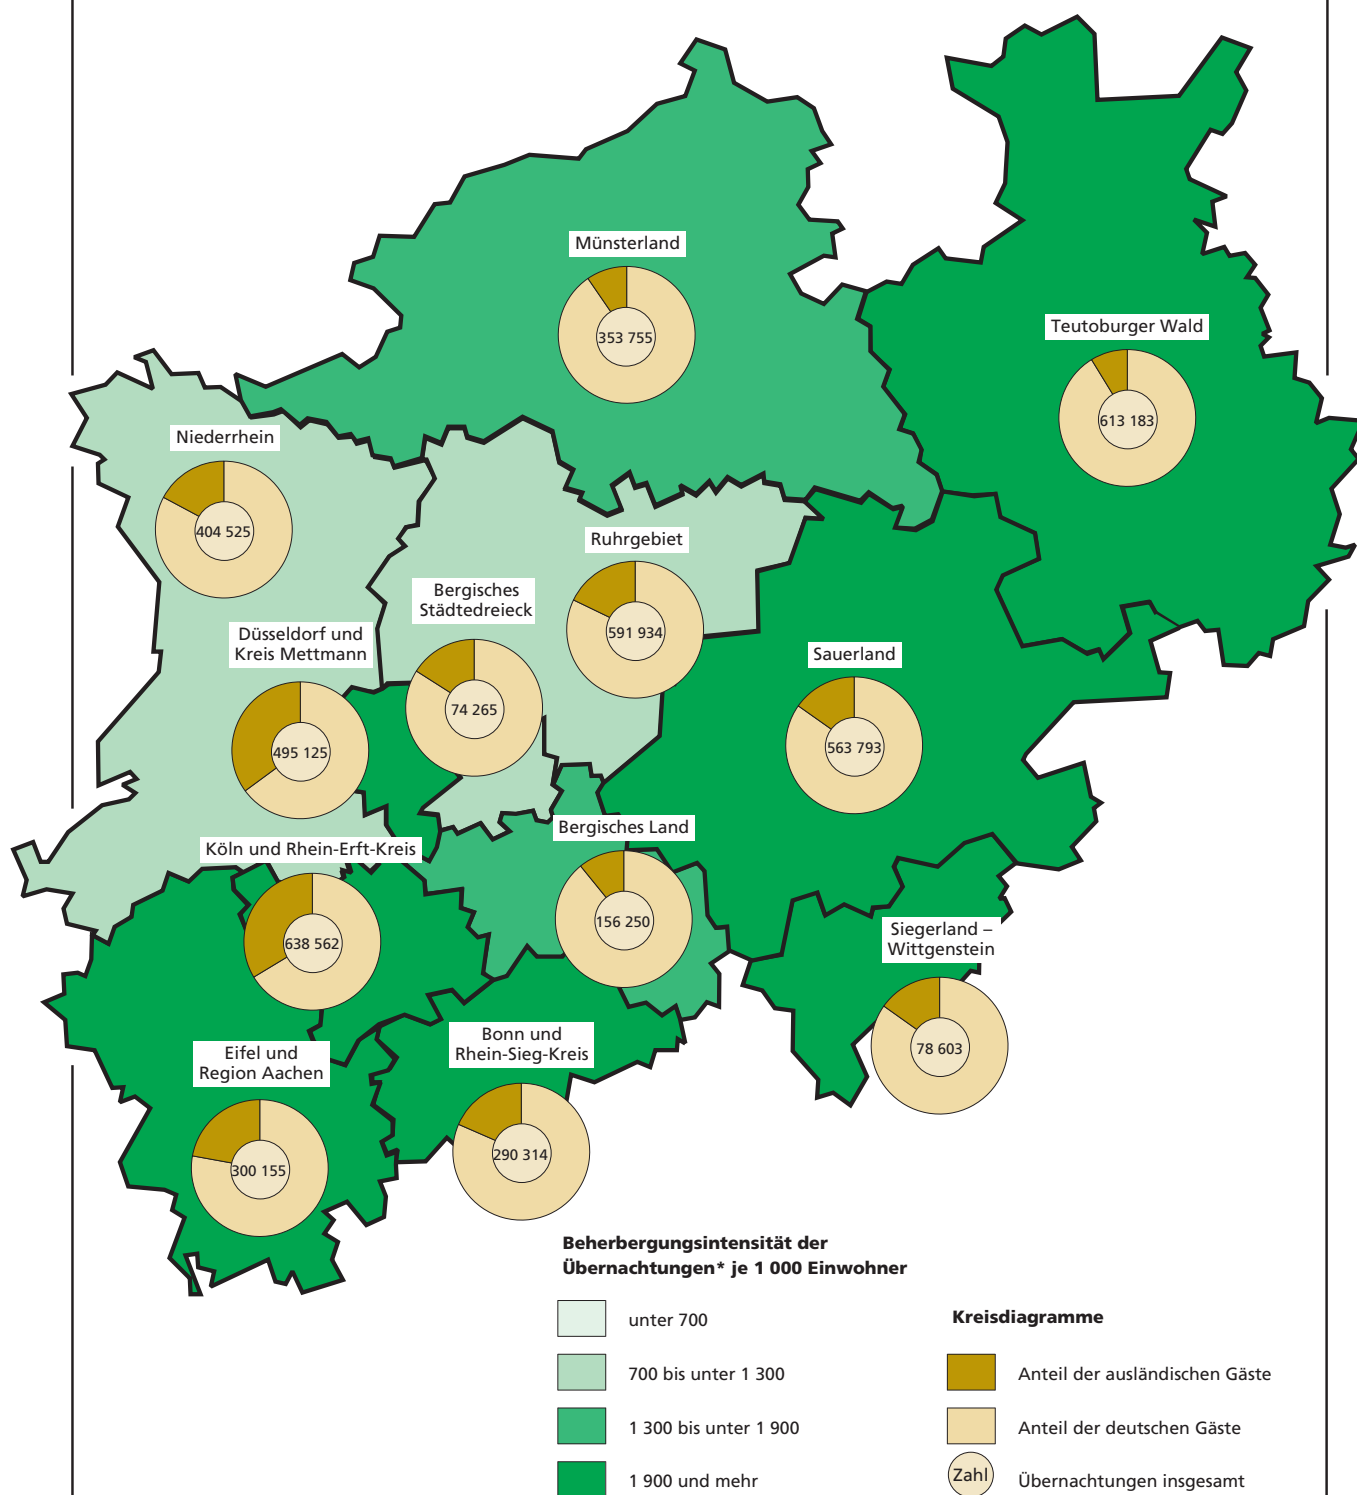 Münsterland
353 755
Teutoburger Wald
613 183
Niederrhein
404 525
Ruhrgebiet
591 934
Bergisches
Städtedreieck
74 265
Düsseldorf und
Kreis Mettmann
495 125
Sauerland
563 793
Bergisches Land
156 250
Köln und Rhein-Erft-Kreis
638 562
Siegerland –
Wittgenstein
78 603
Bonn und
Rhein-Sieg-Kreis
290 314
Eifel und
Region Aachen
300 155
Beherbergungsintensität der
Übernachtungen* je 1 000 Einwohner
unter 700
700 bis unter 1 300
1 300 bis unter 1 900
1 900 und mehr
Kreisdiagramme
Anteil der ausländischen Gäste
Anteil der deutschen Gäste
Zahl Übernachtungen insgesamt